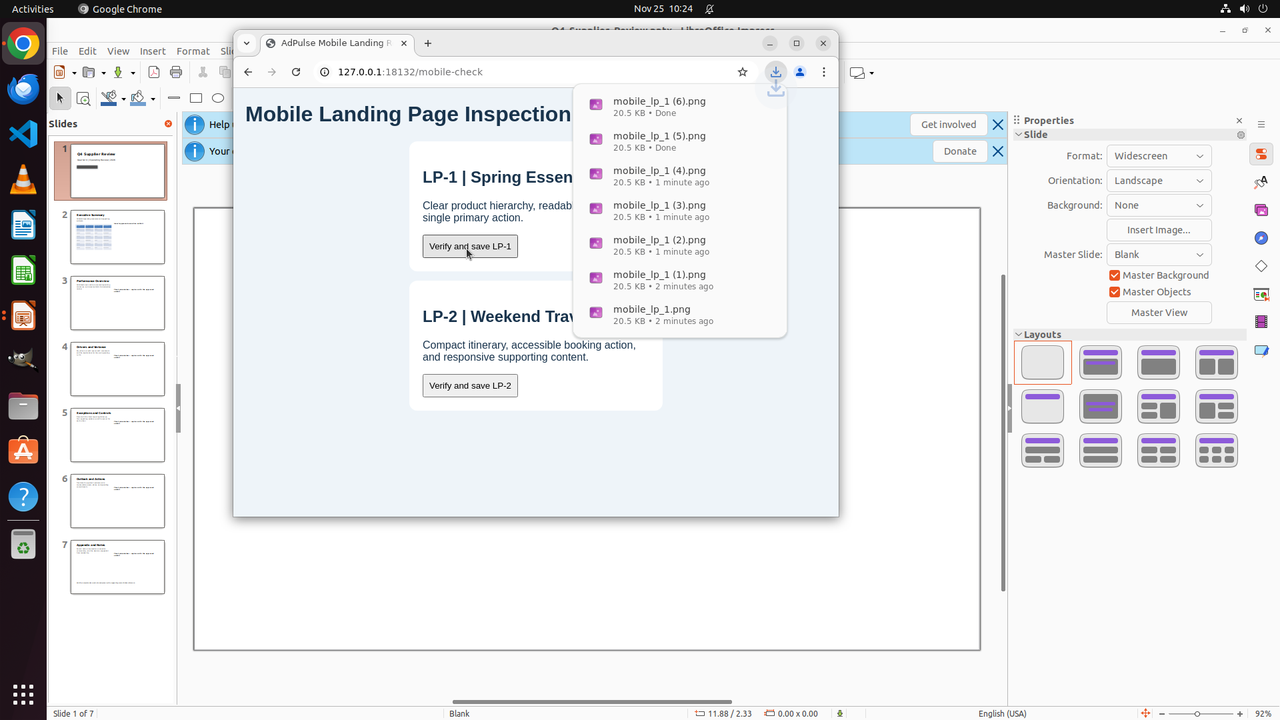 Activities
Google Chrome
Nov 25 10:24
AdPulse Mobile Landing R
127.0.0.1:18132/mobile-check
File Edit View Insert Format
Slides
1
2
3
4
5
6
7
Mobile Landing Page Inspection
LP-1 | Spring Essen
Clear product hierarchy, readab
single primary action.
Verify and save LP-1
LP-2 | Weekend Trav
Compact itinerary, accessible booking action,
and responsive supporting content.
Verify and save LP-2
mobile_lp_1 (6).png
20.5 KB • Done
mobile_lp_1 (5).png
20.5 KB • Done
mobile_lp_1 (4).png
20.5 KB • 1 minute ago
mobile_lp_1 (3).png
20.5 KB • 1 minute ago
mobile_lp_1 (2).png
20.5 KB • 1 minute ago
mobile_lp_1 (1).png
20.5 KB • 2 minutes ago
mobile_lp_1.png
20.5 KB • 2 minutes ago
Help
Get involved
Your
Donate
Q4 Supplier Review
Executive Summary
Performance Overview
Properties
Slide
Format: Widescreen
Orientation: Landscape
Background: None
Insert Image...
Master Slide: Blank
Master Background
Master Objects
Master View
Layouts
Slide 1 of 7
Blank
11.88 / 2.33
0.00 x 0.00
English (USA)
92%